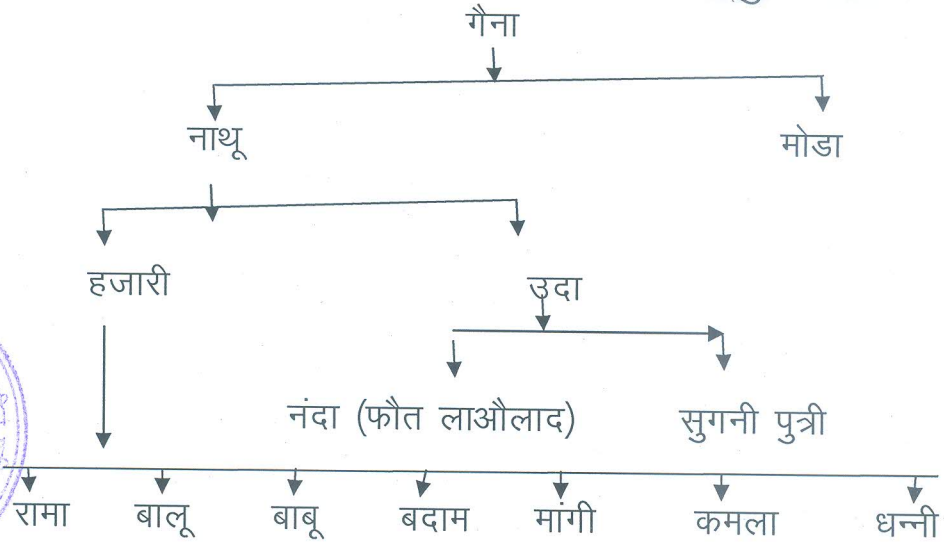 गैना
नाथू मोडा
हजारी उदा
नंदा (फौत लाऔलाद) सुगनी पुत्री
रामा बालू बाबू बदाम मांगी कमला धन्नी